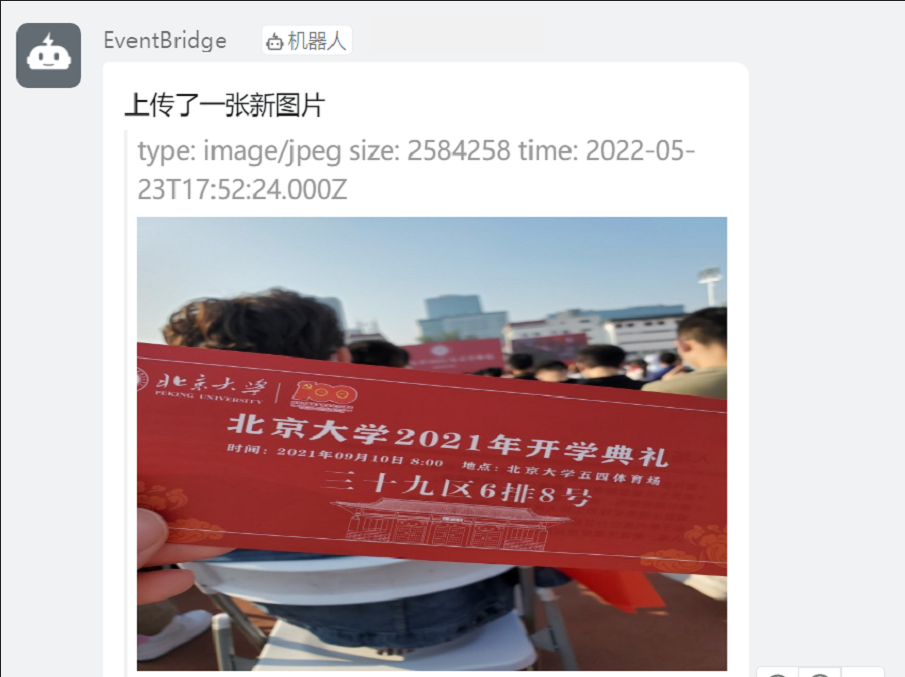 EventBridge 机器人
上传了一张新图片
type: image/jpeg size: 2584258 time: 2022-05-
23T17:52:24.000Z
北京大学
PEKING UNIVERSITY
100
北京大学2021年开学典礼
时间：2021年09月10日 8:00 地点：北京大学五四体育场
三十九区6排8号